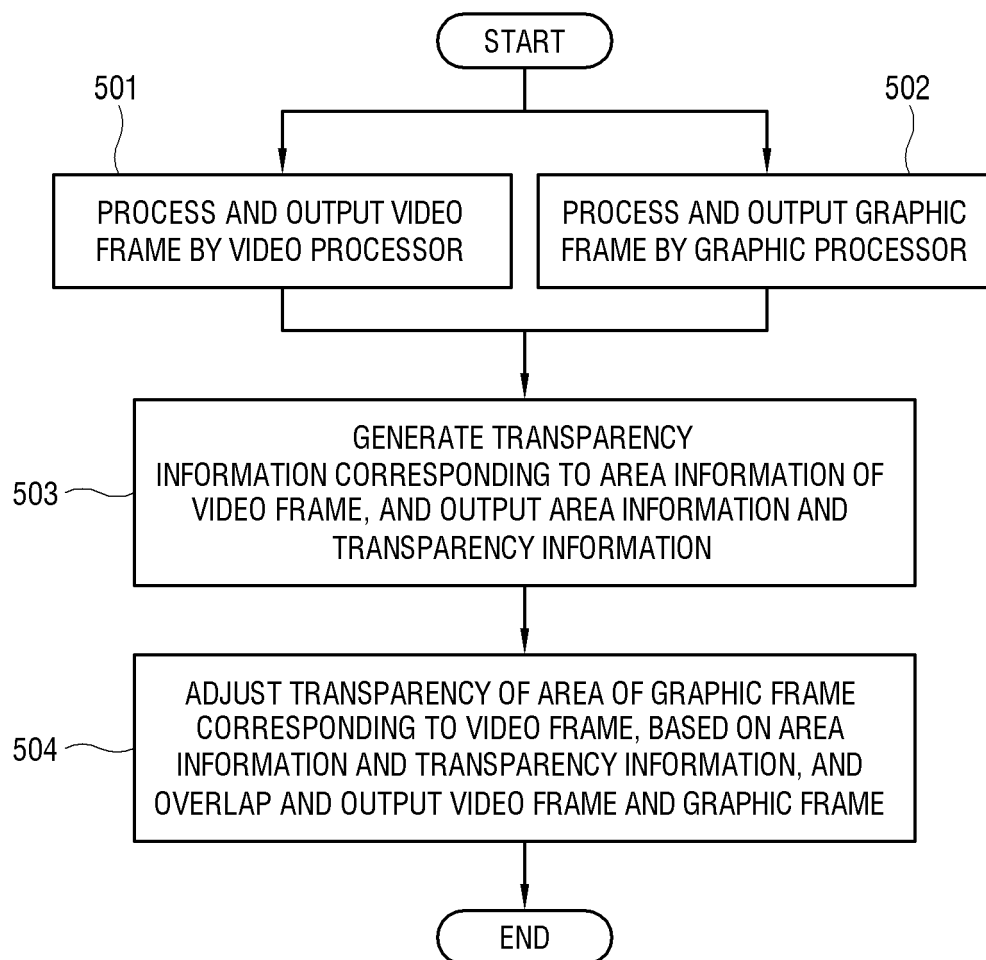 START
501
502
PROCESS AND OUTPUT VIDEO
FRAME BY VIDEO PROCESSOR
PROCESS AND OUTPUT GRAPHIC
FRAME BY GRAPHIC PROCESSOR
503
GENERATE TRANSPARENCY
INFORMATION CORRESPONDING TO AREA INFORMATION OF
VIDEO FRAME, AND OUTPUT AREA INFORMATION AND
TRANSPARENCY INFORMATION
504
ADJUST TRANSPARENCY OF AREA OF GRAPHIC FRAME
CORRESPONDING TO VIDEO FRAME, BASED ON AREA
INFORMATION AND TRANSPARENCY INFORMATION, AND
OVERLAP AND OUTPUT VIDEO FRAME AND GRAPHIC FRAME
END